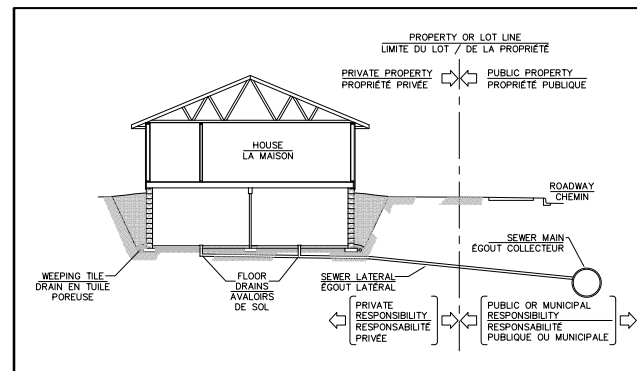 PROPERTY OR LOT LINE
LIMITE DU LOT / DE LA PROPRIÉTÉ
PRIVATE PROPERTY
PROPRIÉTÉ PRIVÉE
PUBLIC PROPERTY
PROPRIÉTÉ PUBLIQUE
HOUSE
LA MAISON
ROADWAY
CHEMIN
SEWER MAIN
ÉGOUT COLLECTEUR
WEEPING TILE
DRAIN EN TUILE
POREUSE
FLOOR
DRAINS
AVALOIRS
DE SOL
SEWER LATERAL
ÉGOUT LATÉRAL
PRIVATE
RESPONSIBILITY
RESPONSABILITÉ
PRIVÉE
PUBLIC OR MUNICIPAL
RESPONSIBILITY
RESPONSABILITÉ
PUBLIQUE OU MUNICIPALE